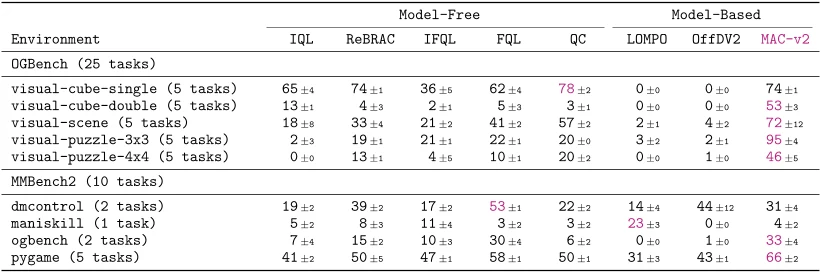 Model-Free Model-Based
Environment IQL ReBRAC IFQL FQL QC LOMPO OffDV2 MAC-v2
OGBench (25 tasks)
visual-cube-single (5 tasks) 65 ±4 74 ±1 36 ±5 62 ±4 78 ±2 0 ±0 0 ±0 74 ±1
visual-cube-double (5 tasks) 13 ±1 4 ±3 2 ±1 5 ±3 3 ±1 0 ±0 0 ±0 53 ±3
visual-scene (5 tasks) 18 ±8 33 ±4 21 ±2 41 ±2 57 ±2 2 ±1 4 ±2 72 ±12
visual-puzzle-3x3 (5 tasks) 2 ±3 19 ±1 21 ±1 22 ±1 20 ±0 3 ±2 2 ±1 95 ±4
visual-puzzle-4x4 (5 tasks) 0 ±0 13 ±1 4 ±5 10 ±1 20 ±2 0 ±0 1 ±0 46 ±5
MMBench2 (10 tasks)
dmcontrol (2 tasks) 19 ±2 39 ±2 17 ±2 53 ±1 22 ±2 14 ±4 44 ±12 31 ±4
maniskill (1 task) 5 ±2 8 ±3 11 ±4 3 ±2 3 ±2 23 ±3 0 ±0 4 ±2
ogbench (2 tasks) 7 ±4 15 ±2 10 ±3 30 ±4 6 ±2 0 ±0 1 ±0 33 ±4
pygame (5 tasks) 41 ±2 50 ±5 47 ±1 58 ±1 50 ±1 31 ±3 43 ±1 66 ±2